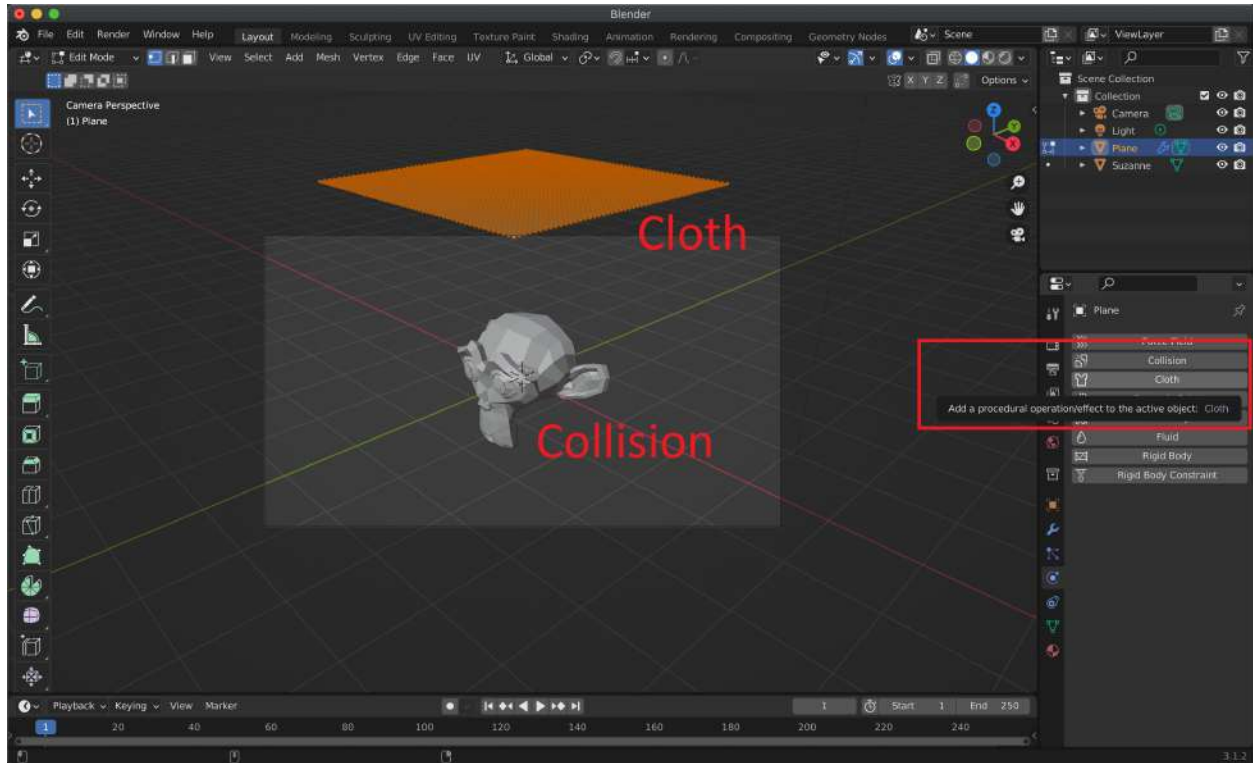 Blender
File Edit Render Window Help Layout Modeling Sculpting UV Editing Texture Paint Shading Animation Rendering Compositing Geometry Nodes Scene ViewLayer
Edit Mode View Select Add Mesh Vertex Edge Face UV Global
X Y Z Options
Camera Perspective
(1) Plane
Z
Y
X
Scene Collection
Collection
Camera
Light
Plane
Suzanne
Cloth
Collision
Plane
Force Field
Collision
Cloth
Add a procedural operation/effect to the active object: Cloth
Fluid
Rigid Body
Rigid Body Constraint
Playback Keying View Marker 1 Start 1 End 250
1 20 40 60 80 100 120 140 160 180 200 220 240
3.1.2